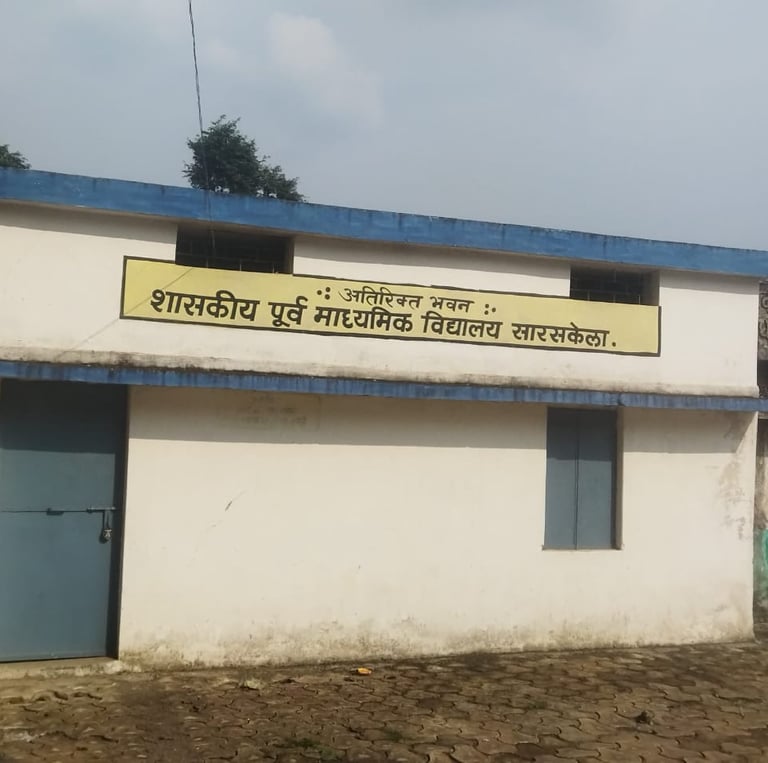 .: अतिरिक्त भवन :.
शासकीय पूर्व माध्यमिक विद्यालय सारसकेला.